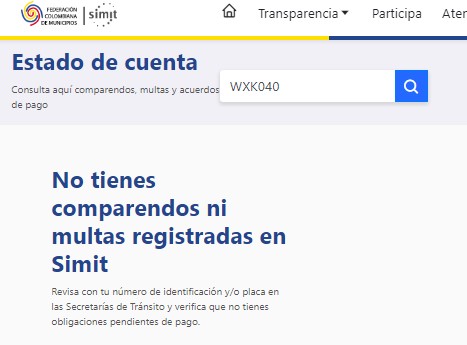 FEDERACIÓN
COLOMBIANA
DE MUNICIPIOS
simit
Transparencia
Participa
Aten
Estado de cuenta
Consulta aquí comparendos, multas y acuerdos
de pago
WXK040
No tienes
comparendos ni
multas registradas en
Simit
Revisa con tu número de identificación y/o placa en
las Secretarías de Tránsito y verifica que no tienes
obligaciones pendientes de pago.